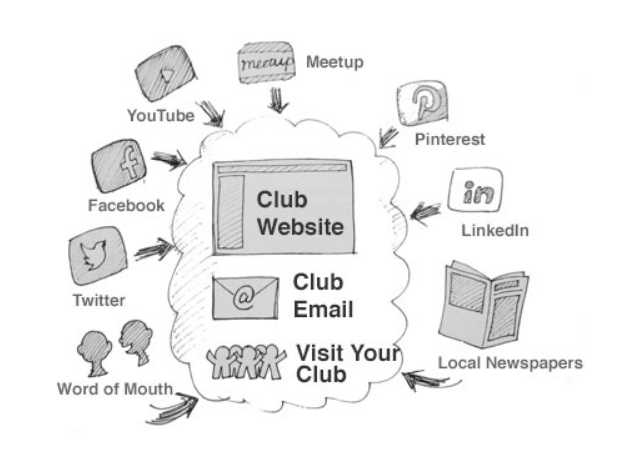 meetup
Meetup
YouTube
Pinterest
Facebook
in
LinkedIn
Club
Website
Twitter
@
Club
Email
Visit Your
Club
Local Newspapers
Word of Mouth